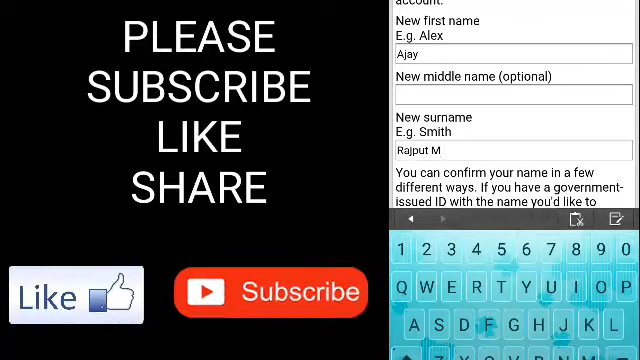 PLEASE
SUBSCRIBE
LIKE
SHARE
Like
Subscribe
account.
New first name
E.g. Alex
Ajay
New middle name (optional)
New surname
E.g. Smith
Rajput M
You can confirm your name in a few
different ways. If you have a government-
issued ID with the name you'd like to
1 2 3 4 5 6 7 8 9 0
Q W E R T Y U I O P
A S D F G H J K L